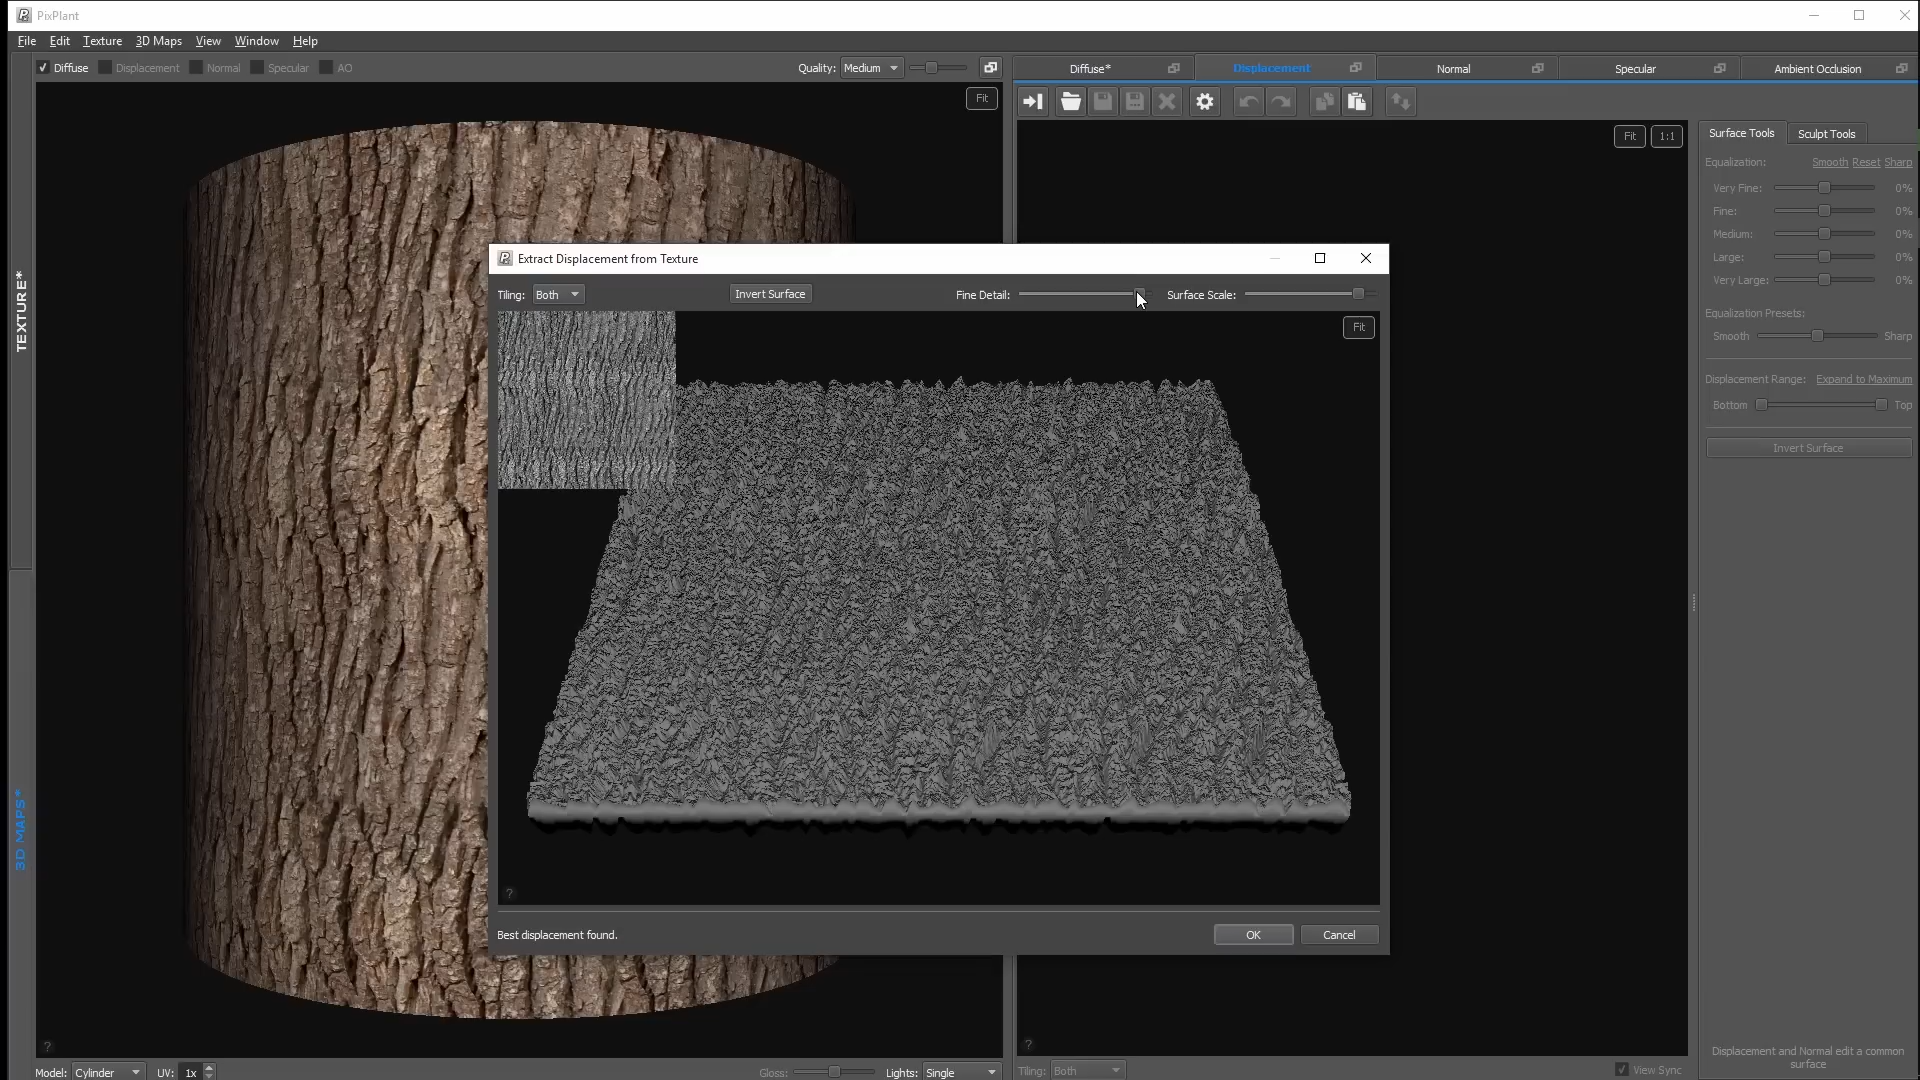 PixPlant
File Edit Texture 3D Maps View Window Help
Diffuse Displacement Normal Specular AO Quality: Medium
Diffuse* Displacement Normal Specular Ambient Occlusion
Fit
Fit 1:1
TEXTURE*
3D MAPS*
Surface Tools Sculpt Tools
Equalization: Smooth Reset Sharp
Very Fine: 0%
Fine: 0%
Medium: 0%
Large: 0%
Very Large: 0%
Equalization Presets:
Smooth Sharp
Displacement Range: Expand to Maximum
Bottom Top
Invert Surface
Extract Displacement from Texture
Tiling: Both Invert Surface Fine Detail: Surface Scale:
Fit
?
Best displacement found. OK Cancel
?
?
Model: Cylinder UV: 1x Gloss: Lights: Single
Tiling: Both View Sync
Displacement and Normal edit a common
surface